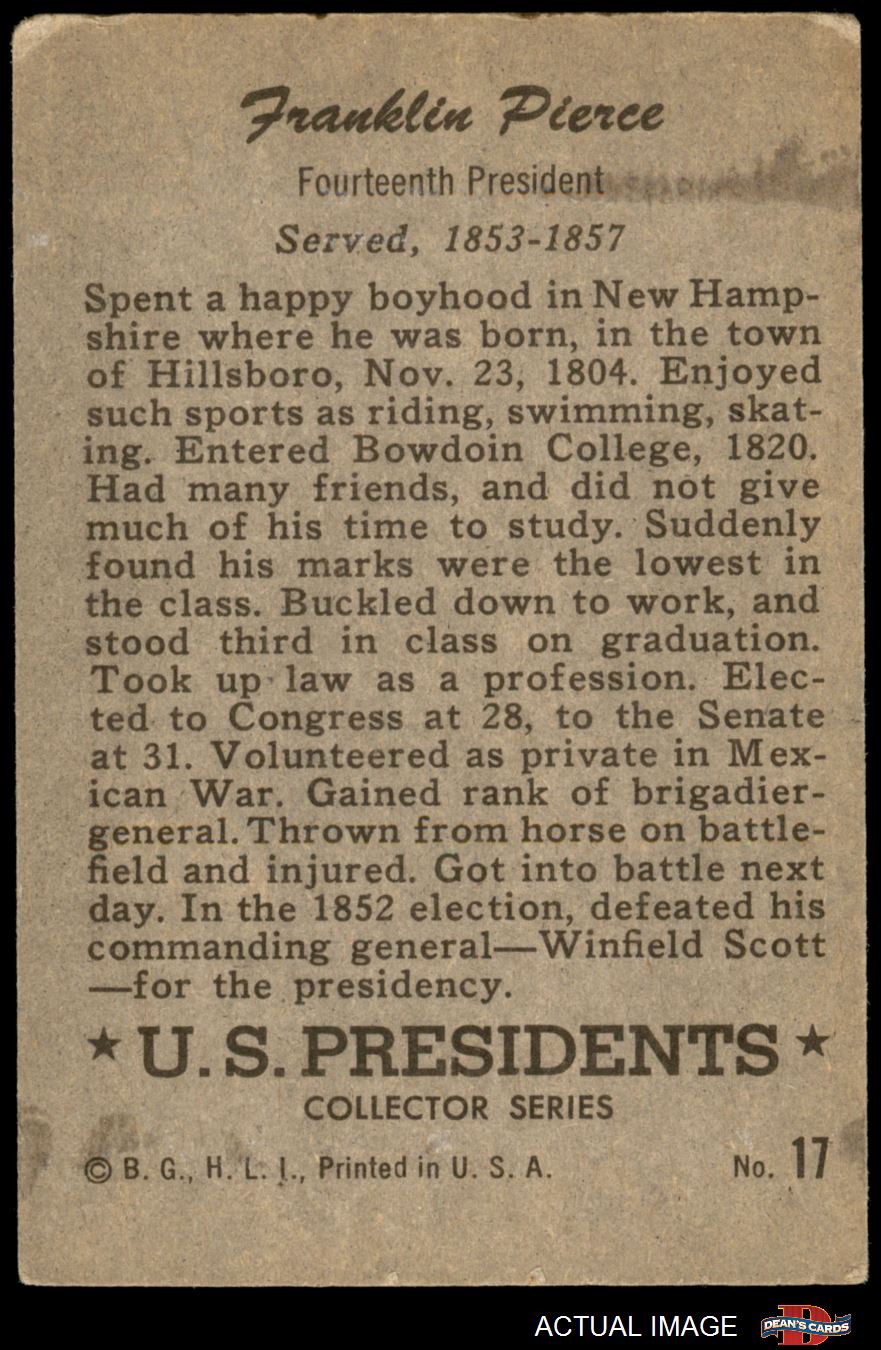 Franklin Pierce
Fourteenth President
Served, 1853-1857
Spent a happy boyhood in New Hamp-
shire where he was born, in the town
of Hillsboro, Nov. 23, 1804. Enjoyed
such sports as riding, swimming, skat-
ing. Entered Bowdoin College, 1820.
Had many friends, and did not give
much of his time to study. Suddenly
found his marks were the lowest in
the class. Buckled down to work, and
stood third in class on graduation.
Took up law as a profession. Elec-
ted to Congress at 28, to the Senate
at 31. Volunteered as private in Mex-
ican War. Gained rank of brigadier-
general. Thrown from horse on battle-
field and injured. Got into battle next
day. In the 1852 election, defeated his
commanding general—Winfield Scott
—for the presidency.
★ U.S. PRESIDENTS ★
COLLECTOR SERIES
© B. G., H. L. I., Printed in U. S. A. No. 17
ACTUAL IMAGE D DEAN'S CARDS